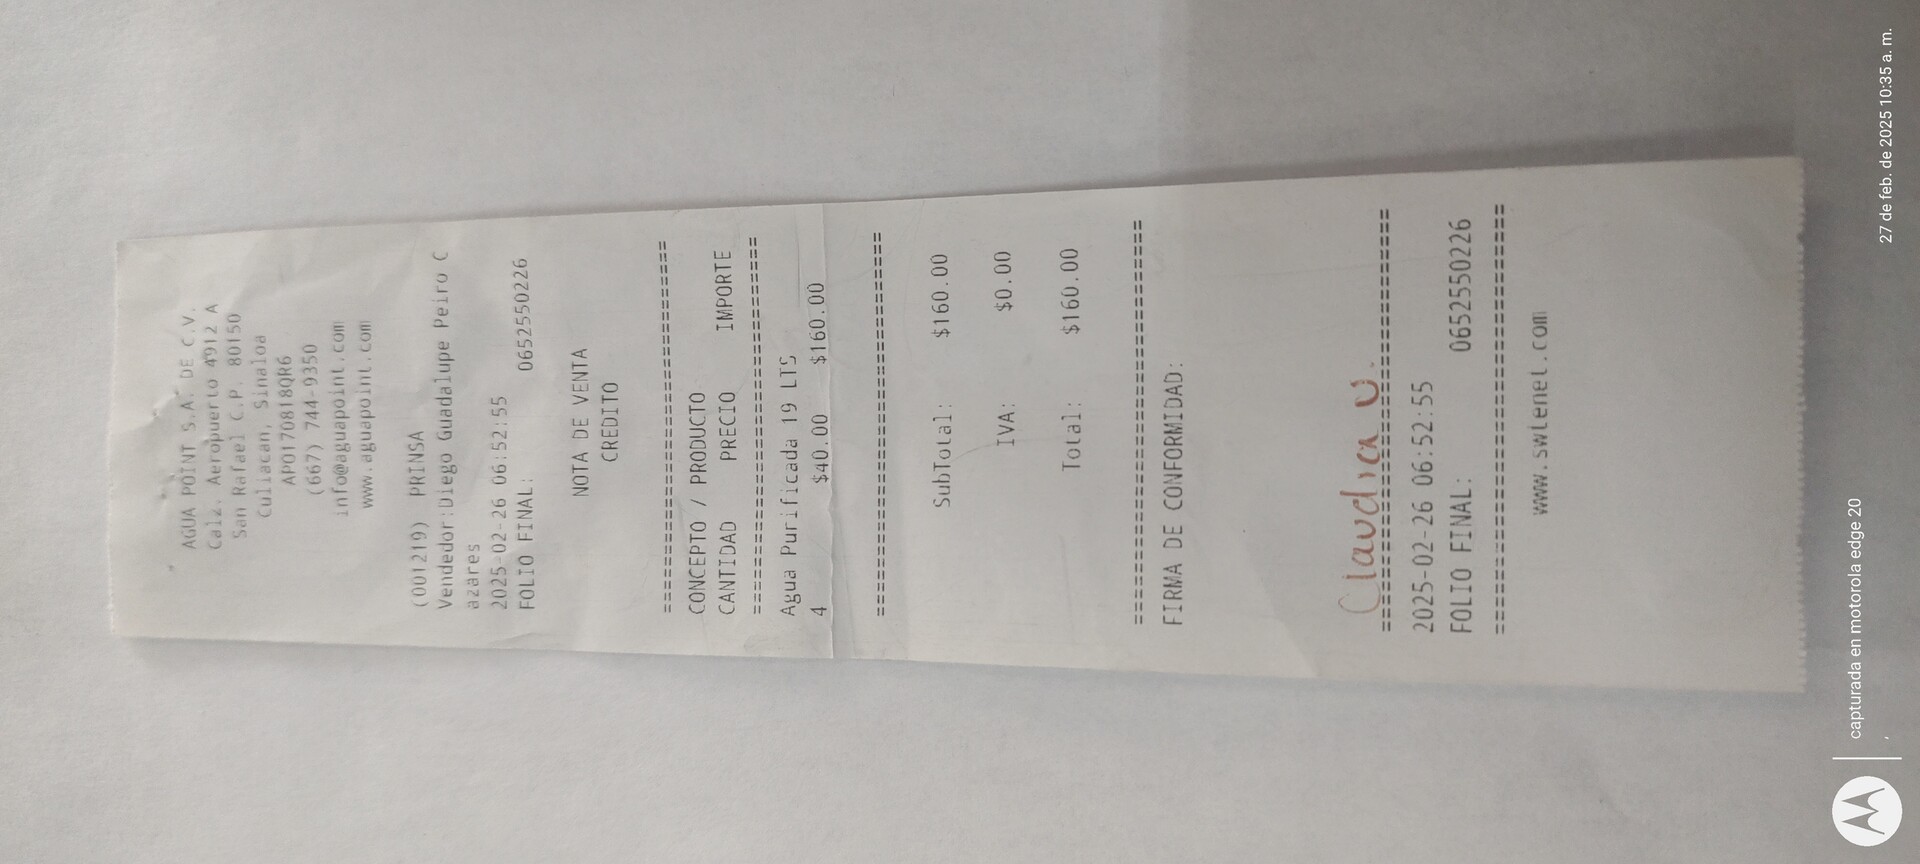 AGUA POINT S.A. DE C.V.
Calz. Aeropuerto 4912 A
San Rafael C.P. 80150
Culiacan, Sinaloa
APO170818QR6
(667) 744-9350
info@aguapoint.com
www.aguapoint.com
(001219) PRINSA
Vendedor:Diego Guadalupe Peiro C
azares
2025-02-26 06:52:55
FOLIO FINAL: 0652550226
NOTA DE VENTA
CREDITO
================================
CONCEPTO / PRODUCTO
CANTIDAD PRECIO IMPORTE
================================
Agua Purificada 19 LTS
4 $40.00 $160.00
================================
SubTotal: $160.00
IVA: $0.00
Total: $160.00
================================
FIRMA DE CONFORMIDAD:
Claudia U.
================================
2025-02-26 06:52:55
FOLIO FINAL: 0652550226
================================
www.swtenet.com
capturada en motorola edge 20
27 de feb. de 2025 10:35 a. m.